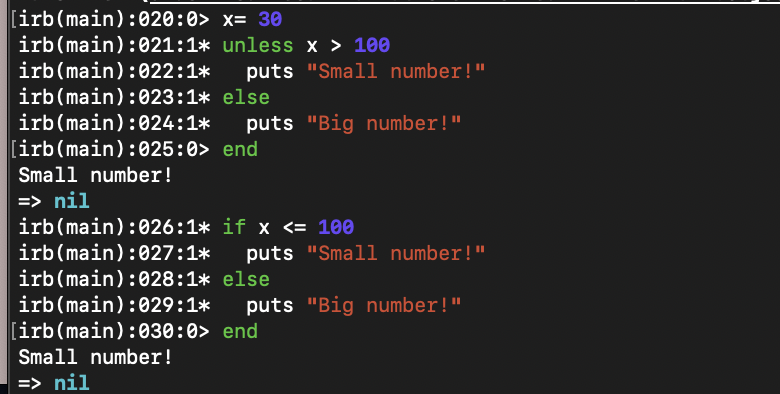 [irb(main):020:0> x= 30
irb(main):021:1* unless x > 100
irb(main):022:1*   puts "Small number!"
irb(main):023:1* else
irb(main):024:1*   puts "Big number!"
[irb(main):025:0> end
Small number!
=> nil
irb(main):026:1* if x <= 100
irb(main):027:1*   puts "Small number!"
irb(main):028:1* else
irb(main):029:1*   puts "Big number!"
[irb(main):030:0> end
Small number!
=> nil